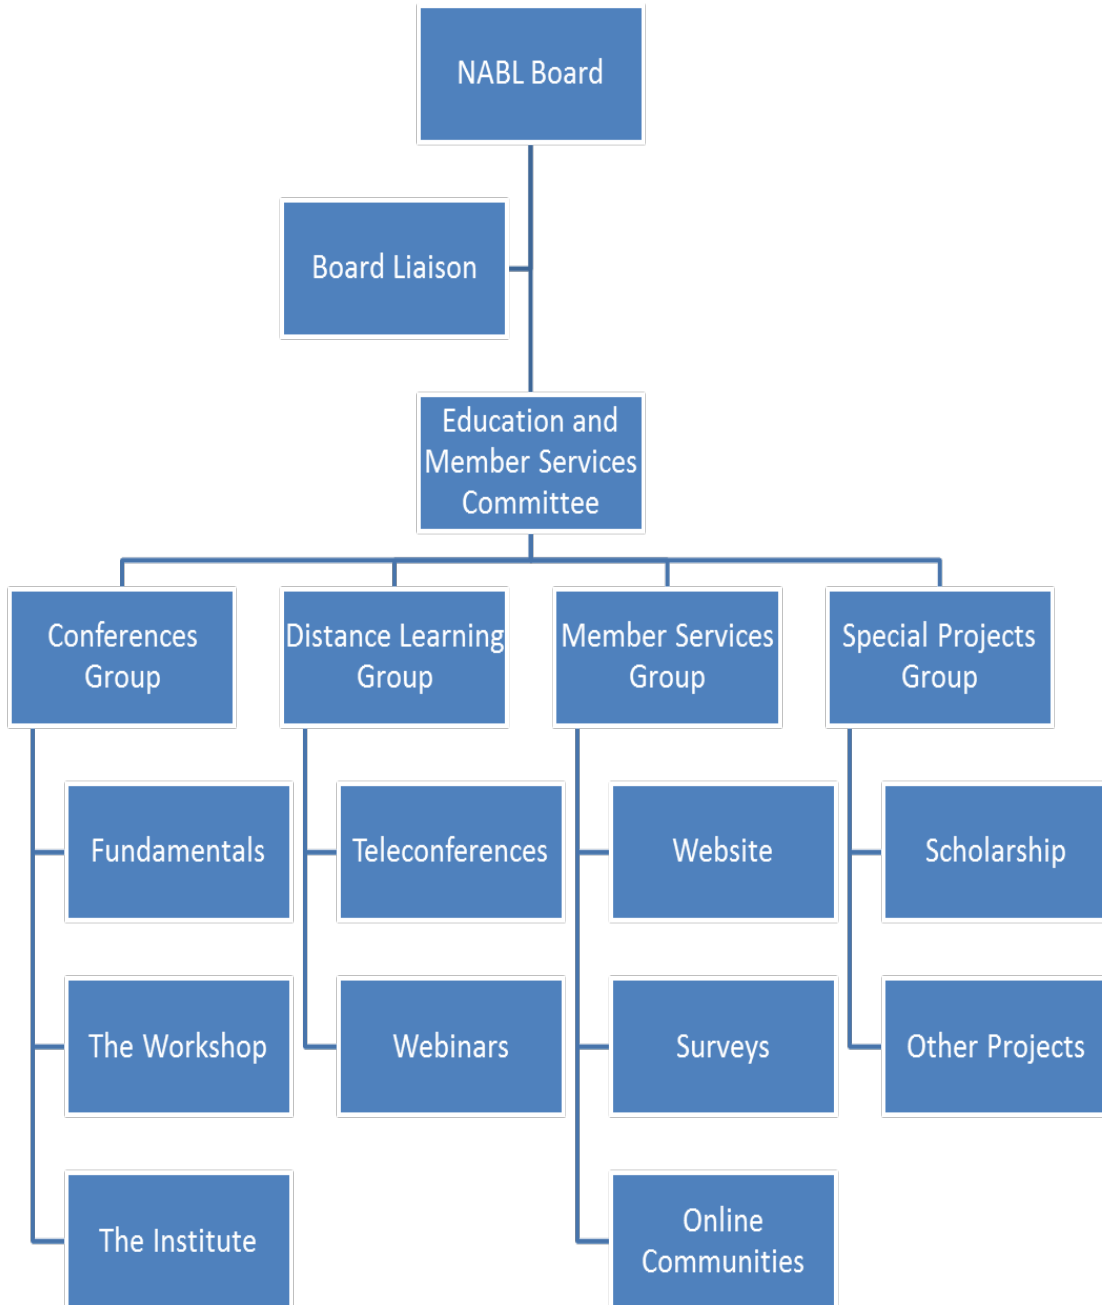 NABL Board
Board Liaison
Education and
Member Services
Committee
Conferences
Group
Distance Learning
Group
Member Services
Group
Special Projects
Group
Fundamentals
Teleconferences
Website
Scholarship
The Workshop
Webinars
Surveys
Other Projects
The Institute
Online
Communities